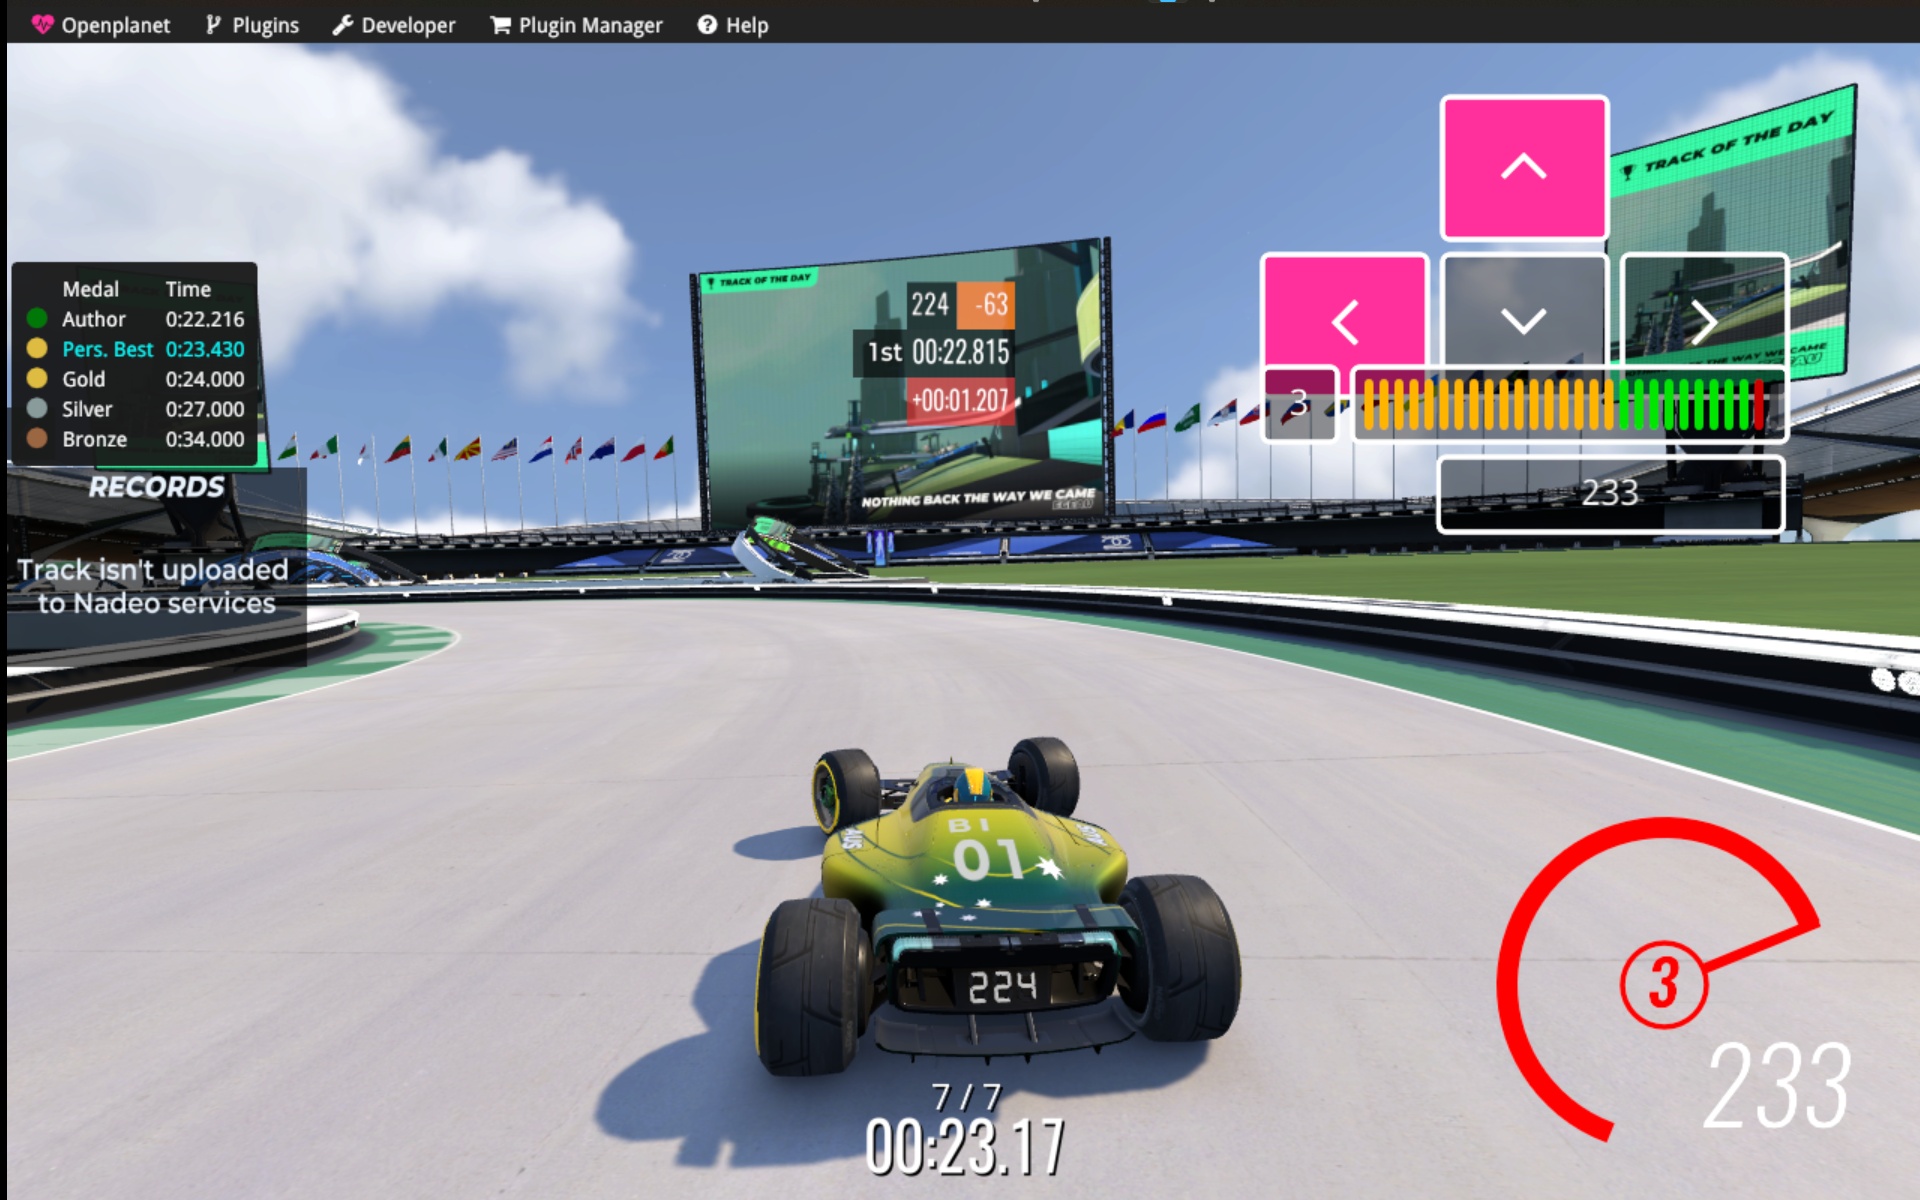 Openplanet Plugins Developer Plugin Manager Help
TRACK OF THE DAY
Medal Time
Author 0:22.216
Pers. Best 0:23.430
Gold 0:24.000
Silver 0:27.000
Bronze 0:34.000
RECORDS
Track isn't uploaded
to Nadeo services
TRACK OF THE DAY
224 -63
1st 00:22.815
+00:01.207
NOTHING BACK THE WAY WE CAME
3
233
BI
01
AUS
224
7 / 7
00:23.17
3
233